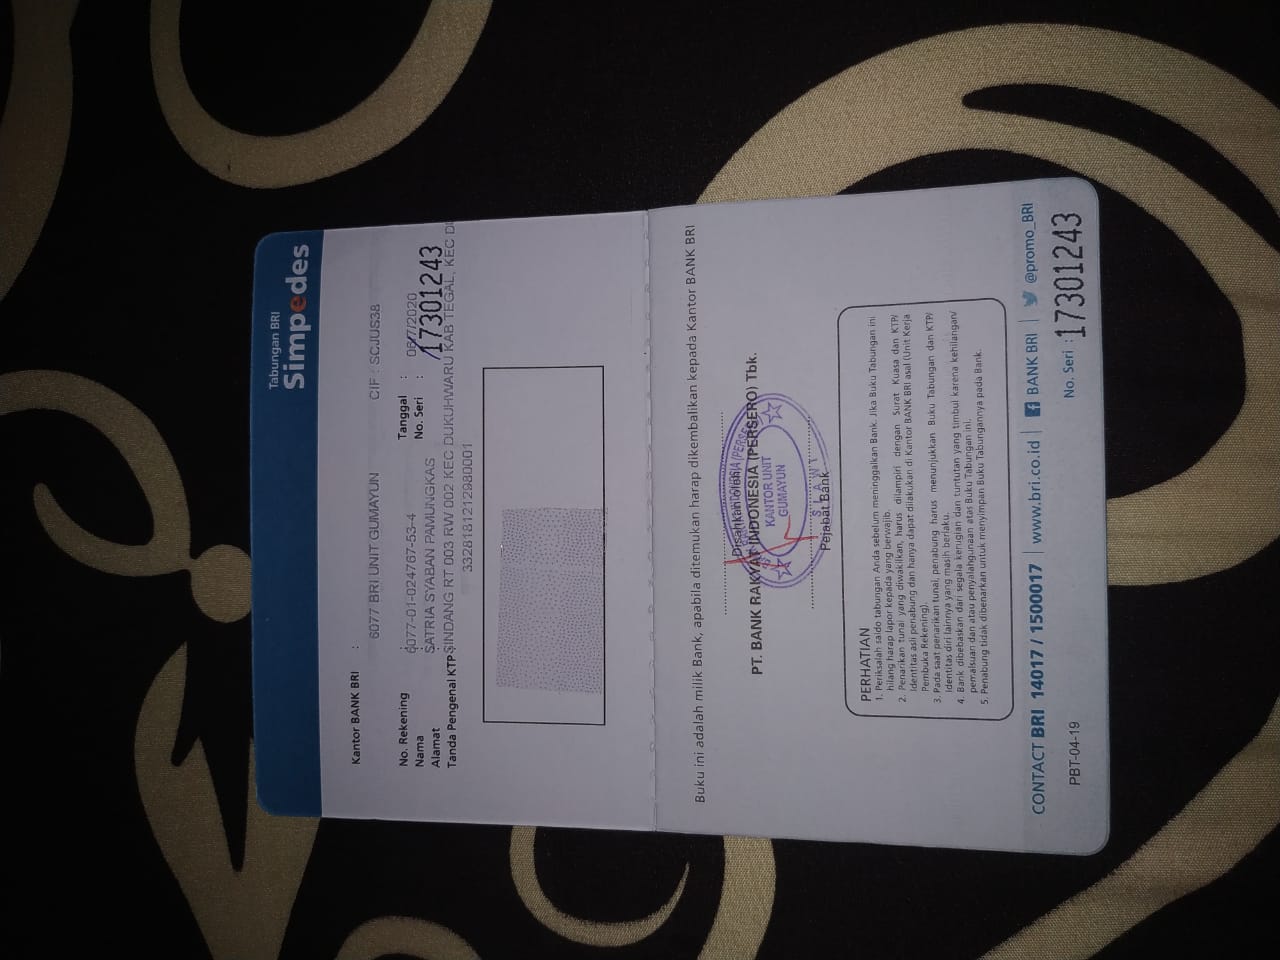 Tabungan BRI
Simpedes
Kantor BANK BRI :
6077 BRI UNIT GUMAYUN CIF : SCJUS38
No. Rekening : 6077-01-024767-53-4 Tanggal : 06/7/2020
Nama : SATRIA SYABAN PAMUNGKAS No. Seri : 17301243
Alamat : SINDANG RT 003 RW 002 KEC DUKUHWARU KAB TEGAL, KEC
Tanda Pengenal KTP : 3328181212980001
Buku ini adalah milik Bank, apabila ditemukan harap dikembalikan kepada Kantor BANK BRI
Disahkan oleh,
PT. BANK RAKYAT INDONESIA (PERSERO) Tbk.
KANTOR UNIT
GUMAYUN
SLAWI
Pejabat Bank
PERHATIAN
1. Periksalah saldo tabungan Anda sebelum meningalkan Bank. Jika Buku Tabungan ini
hilang harap lapor kepada yang berwajib.
2. Penarikan tunai yang diwakilkan, harus dilampiri dengan Surat Kuasa dan KTP/
Identitas asli penabung dan hanya dapat dilakukan di Kantor BANK BRI asal (Unit Kerja
Pembuka Rekening).
3. Pada saat penarikan tunai, penabung harus menunjukkan Buku Tabungan dan KTP/
Identitas diri lainnya yang masih berlaku.
4. Bank dibebaskan dari segala kerugian dan tuntutan yang timbul karena kehilangan/
pemalsuan dan atau penyalahgunaan atas Buku Tabungan ini.
5. Penabung tidak dibenarkan untuk menyimpan Buku Tabungannya pada Bank.
CONTACT BRI 14017 / 1500017 | www.bri.co.id | BANK BRI | @promo_BRI
PBT-04-19 No. Seri : 17301243